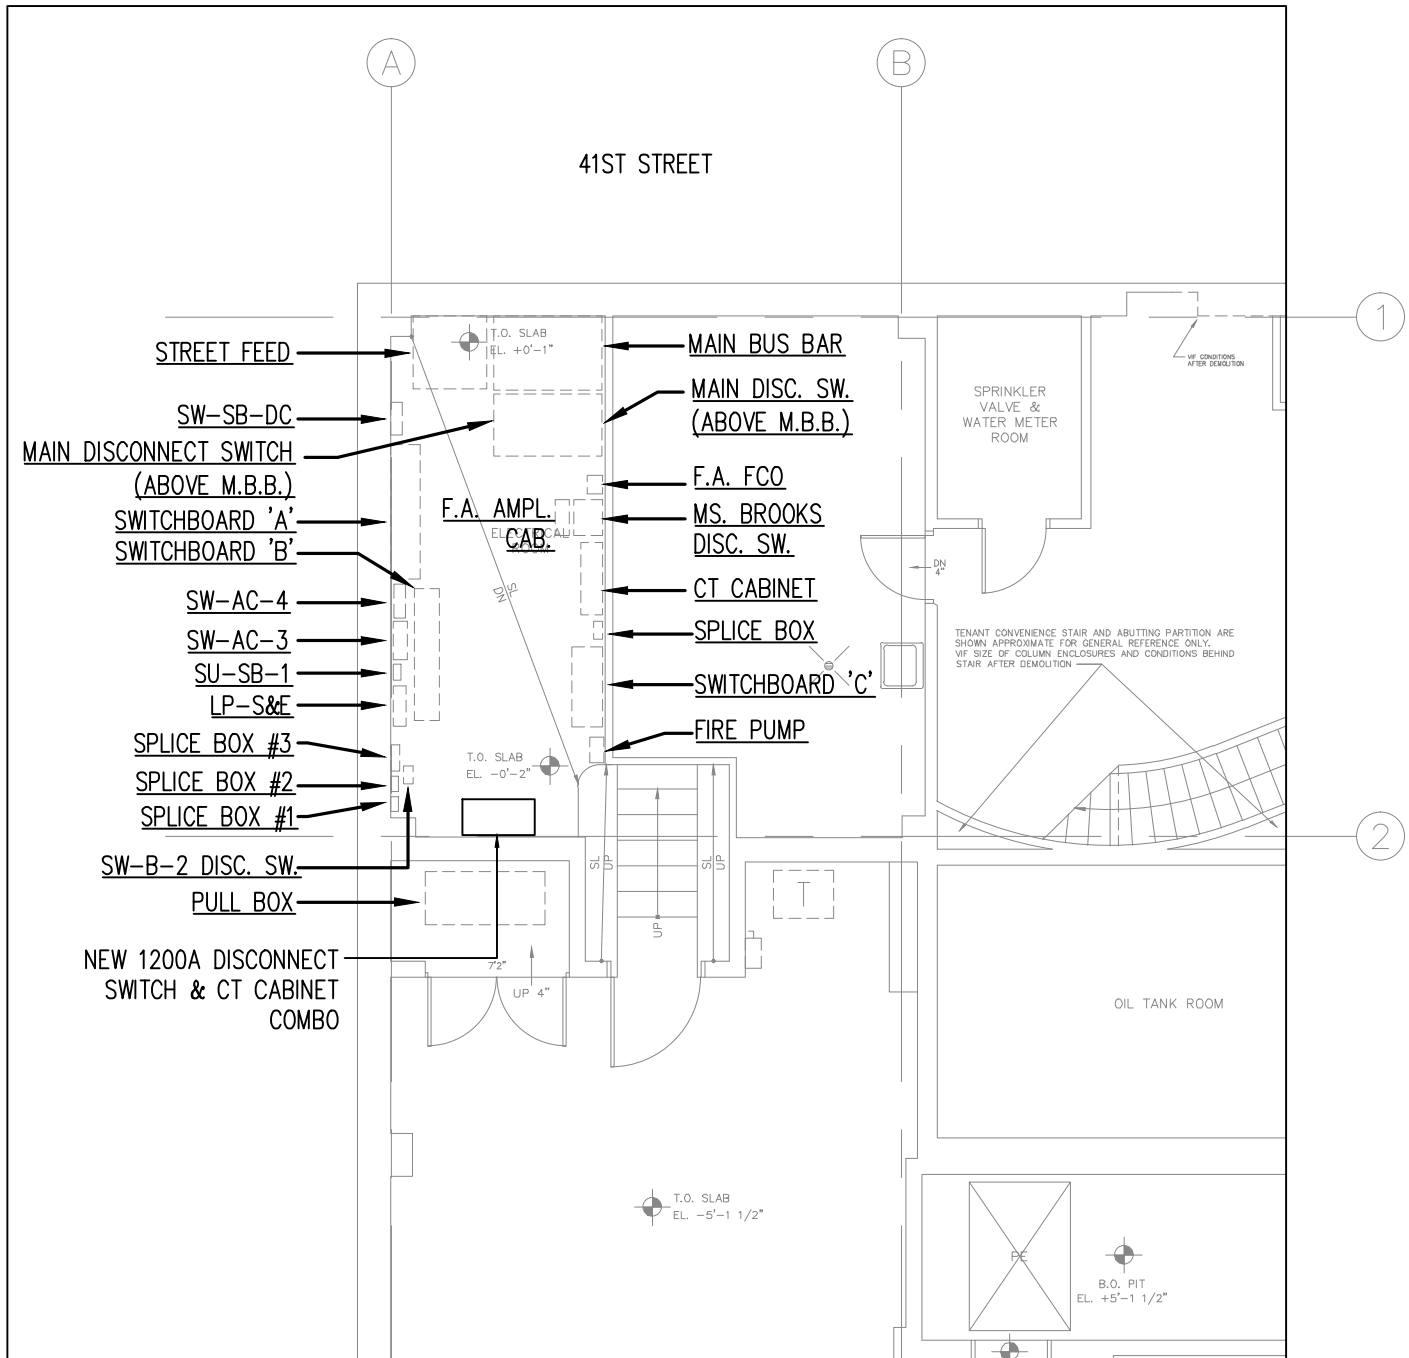 A
B
41ST STREET
1
T.O. SLAB
EL. +0'-1"
STREET FEED
MAIN BUS BAR
VIF CONDITIONS
AFTER DEMOLITION
SW-SB-DC
MAIN DISC. SW.
(ABOVE M.B.B.)
SPRINKLER
VALVE &
WATER METER
ROOM
MAIN DISCONNECT SWITCH
(ABOVE M.B.B.)
F.A. FCO
SWITCHBOARD 'A'
F.A. AMPL.
CAB.
ELECTRICAL
ROOM
MS. BROOKS
DISC. SW.
SWITCHBOARD 'B'
DN
4"
SW-AC-4
SL
DN
CT CABINET
SW-AC-3
SPLICE BOX
TENANT CONVENIENCE STAIR AND ABUTTING PARTITION ARE
SHOWN APPROXIMATE FOR GENERAL REFERENCE ONLY.
VIF SIZE OF COLUMN ENCLOSURES AND CONDITIONS BEHIND
STAIR AFTER DEMOLITION
SU-SB-1
SWITCHBOARD 'C'
LP-S&E
FIRE PUMP
SPLICE BOX #3
T.O. SLAB
EL. -0'-2"
SPLICE BOX #2
SPLICE BOX #1
2
SW-B-2 DISC. SW.
SL
UP
SL
UP
PULL BOX
T
UP
NEW 1200A DISCONNECT
SWITCH & CT CABINET
COMBO
7'2"
UP 4"
OIL TANK ROOM
T.O. SLAB
EL. -5'-1 1/2"
PE
B.O. PIT
EL. +5'-1 1/2"